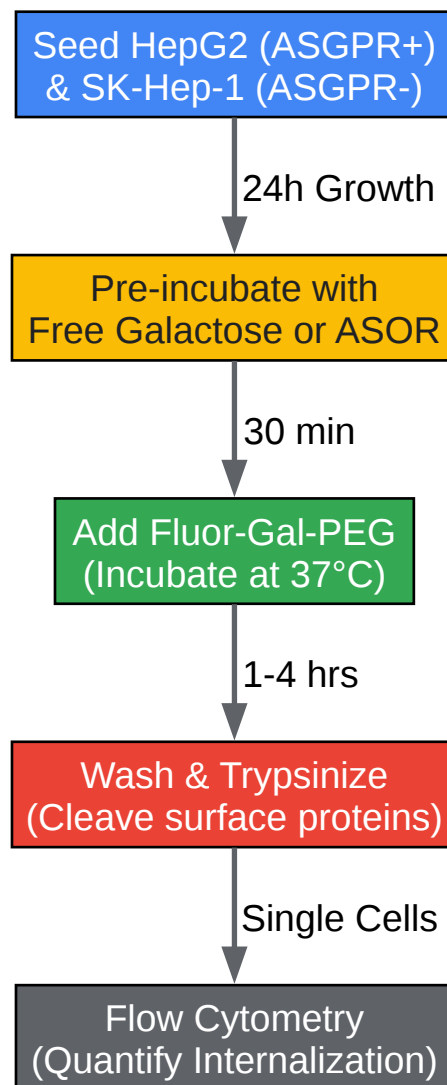 Seed HepG2 (ASGPR+)
& SK-Hep-1 (ASGPR-)
24h Growth
Pre-incubate with
Free Galactose or ASOR
30 min
Add Fluor-Gal-PEG
(Incubate at 37°C)
1-4 hrs
Wash & Trypsinize
(Cleave surface proteins)
Single Cells
Flow Cytometry
(Quantify Internalization)